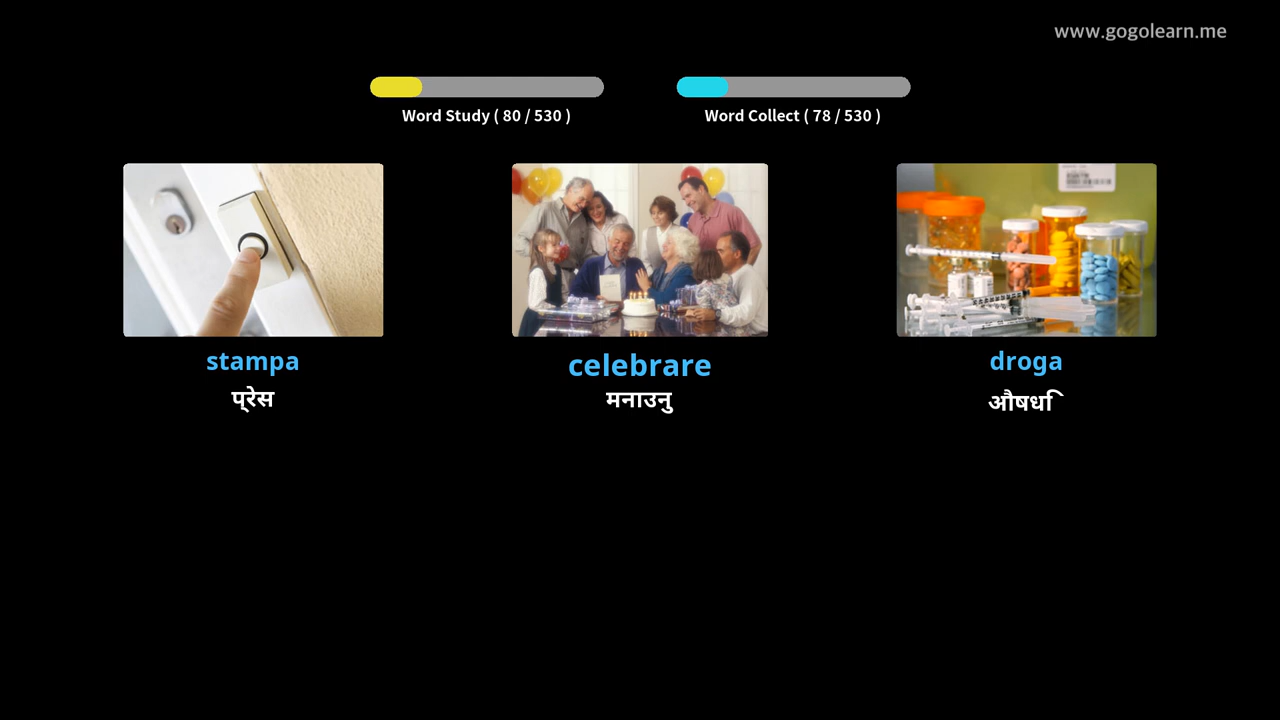 www.gogolearn.me
Word Study ( 80 / 530 )
Word Collect ( 78 / 530 )
stampa
celebrare
droga
प्रेस
मनाउनु
औषधि